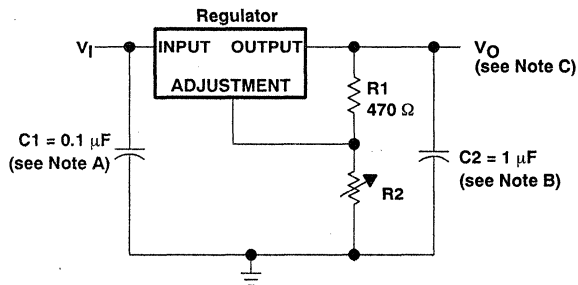 Regulator
VI
INPUT OUTPUT
ADJUSTMENT
VO
(see Note C)
R1
470 Ω
C1 = 0.1 μF
(see Note A)
C2 = 1 μF
(see Note B)
R2